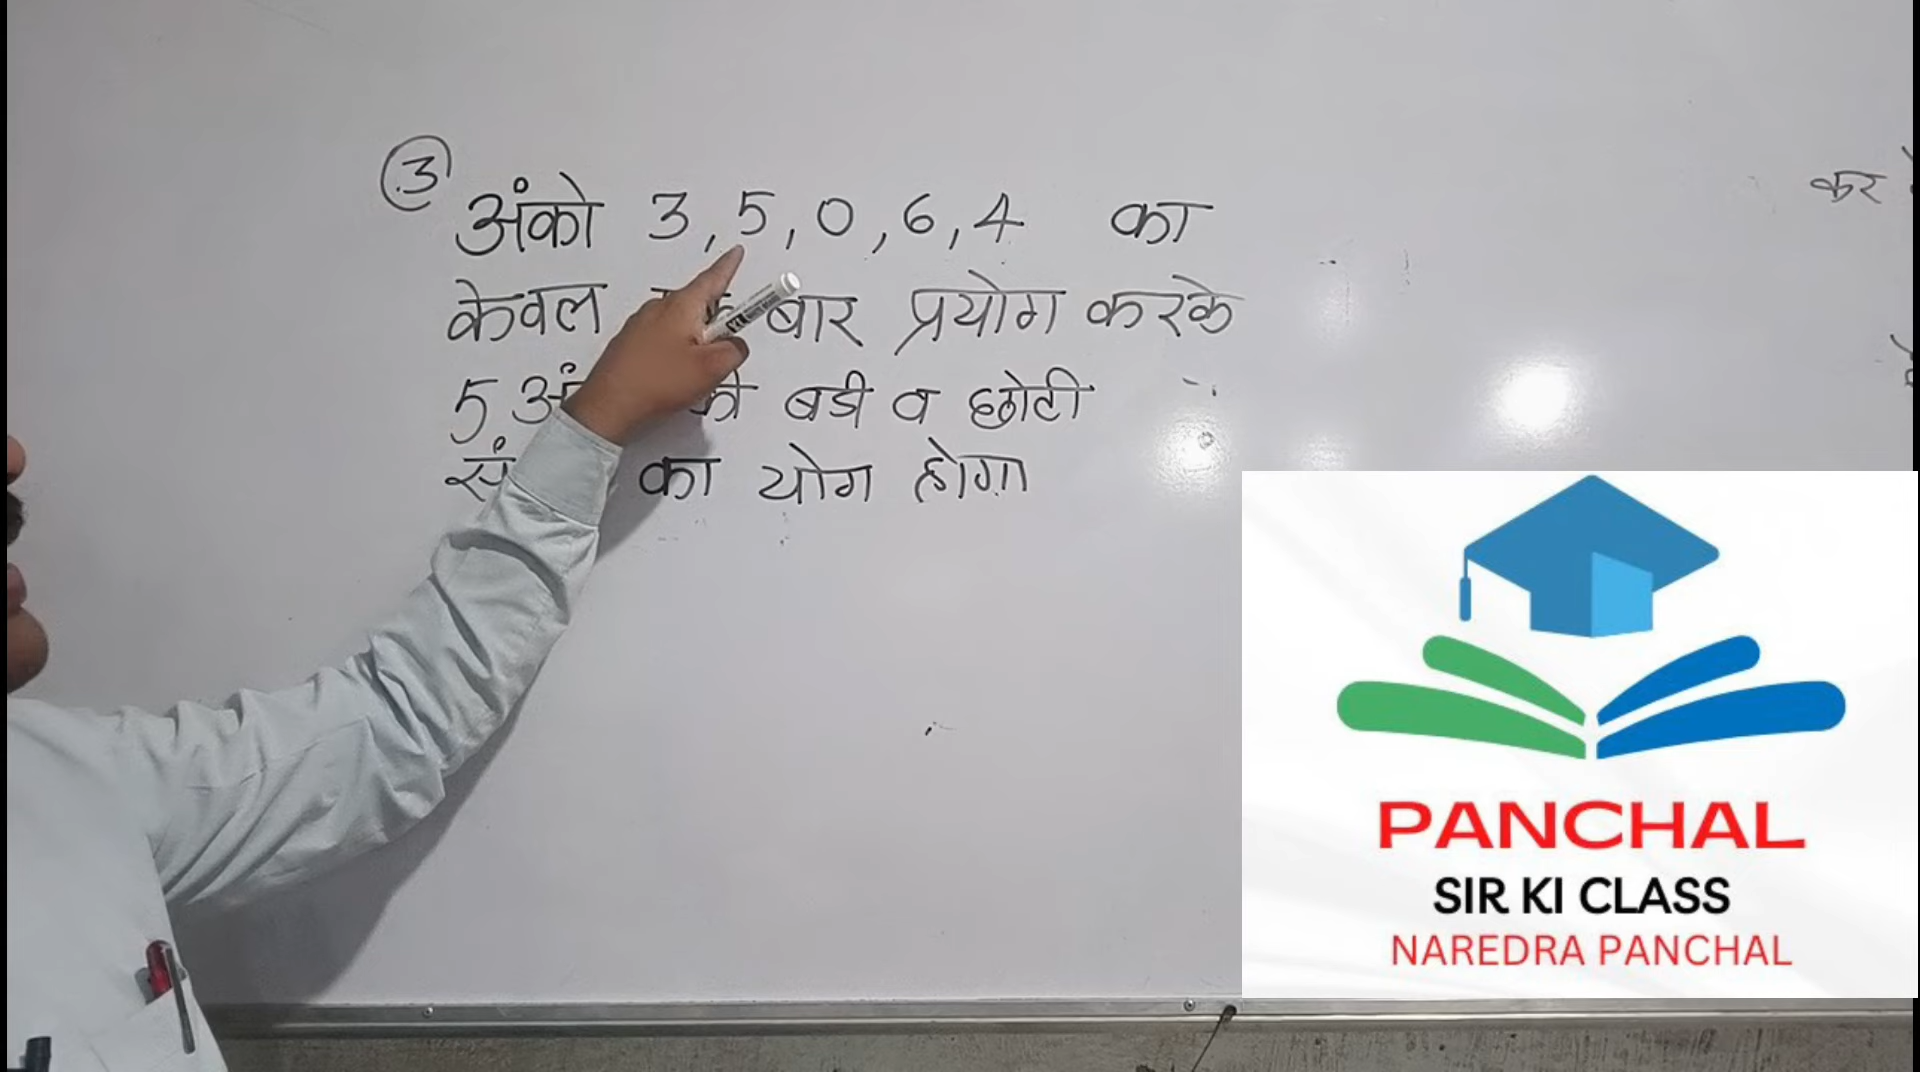 3
अंको 3, 5, 0, 6, 4 का
केवल बार प्रयोग करके
5 की बडी व छोटी
का योग होगा
कर
PANCHAL
SIR KI CLASS
NAREDRA PANCHAL